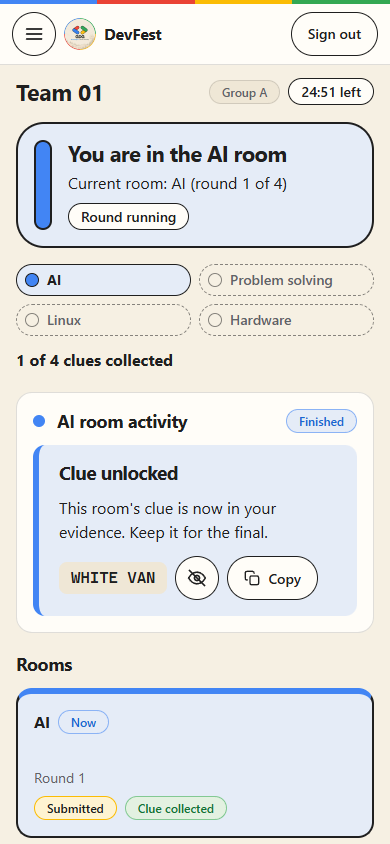 DevFest
Sign out
Team 01
Group A
24:51 left
You are in the AI room
Current room: AI (round 1 of 4)
Round running
AI
Problem solving
Linux
Hardware
1 of 4 clues collected
AI room activity
Finished
Clue unlocked
This room's clue is now in your
evidence. Keep it for the final.
WHITE VAN
Copy
Rooms
AI
Now
Round 1
Submitted
Clue collected